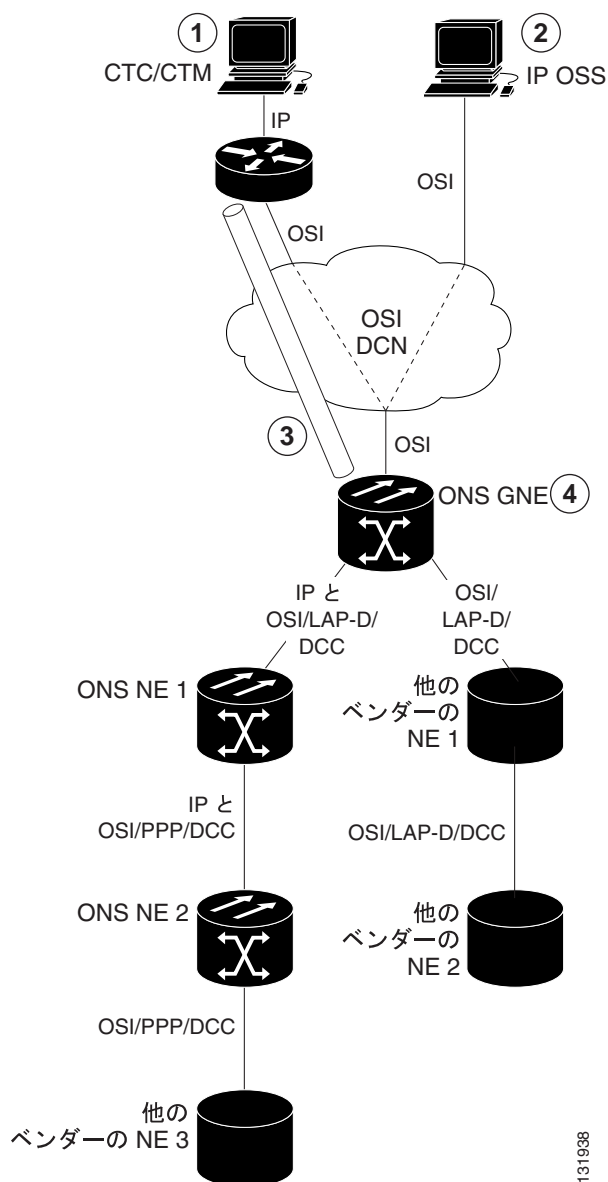 1
2
CTC/CTM
IP OSS
IP
OSI
OSI
OSI
DCN
3
OSI
ONS GNE
4
IP と
OSI/LAP-D/
DCC
OSI/
LAP-D/
DCC
ONS NE 1
他の
ベンダーの
NE 1
IP と
OSI/PPP/DCC
OSI/LAP-D/DCC
ONS NE 2
他の
ベンダーの
NE 2
OSI/PPP/DCC
他の
ベンダーの NE 3
131938